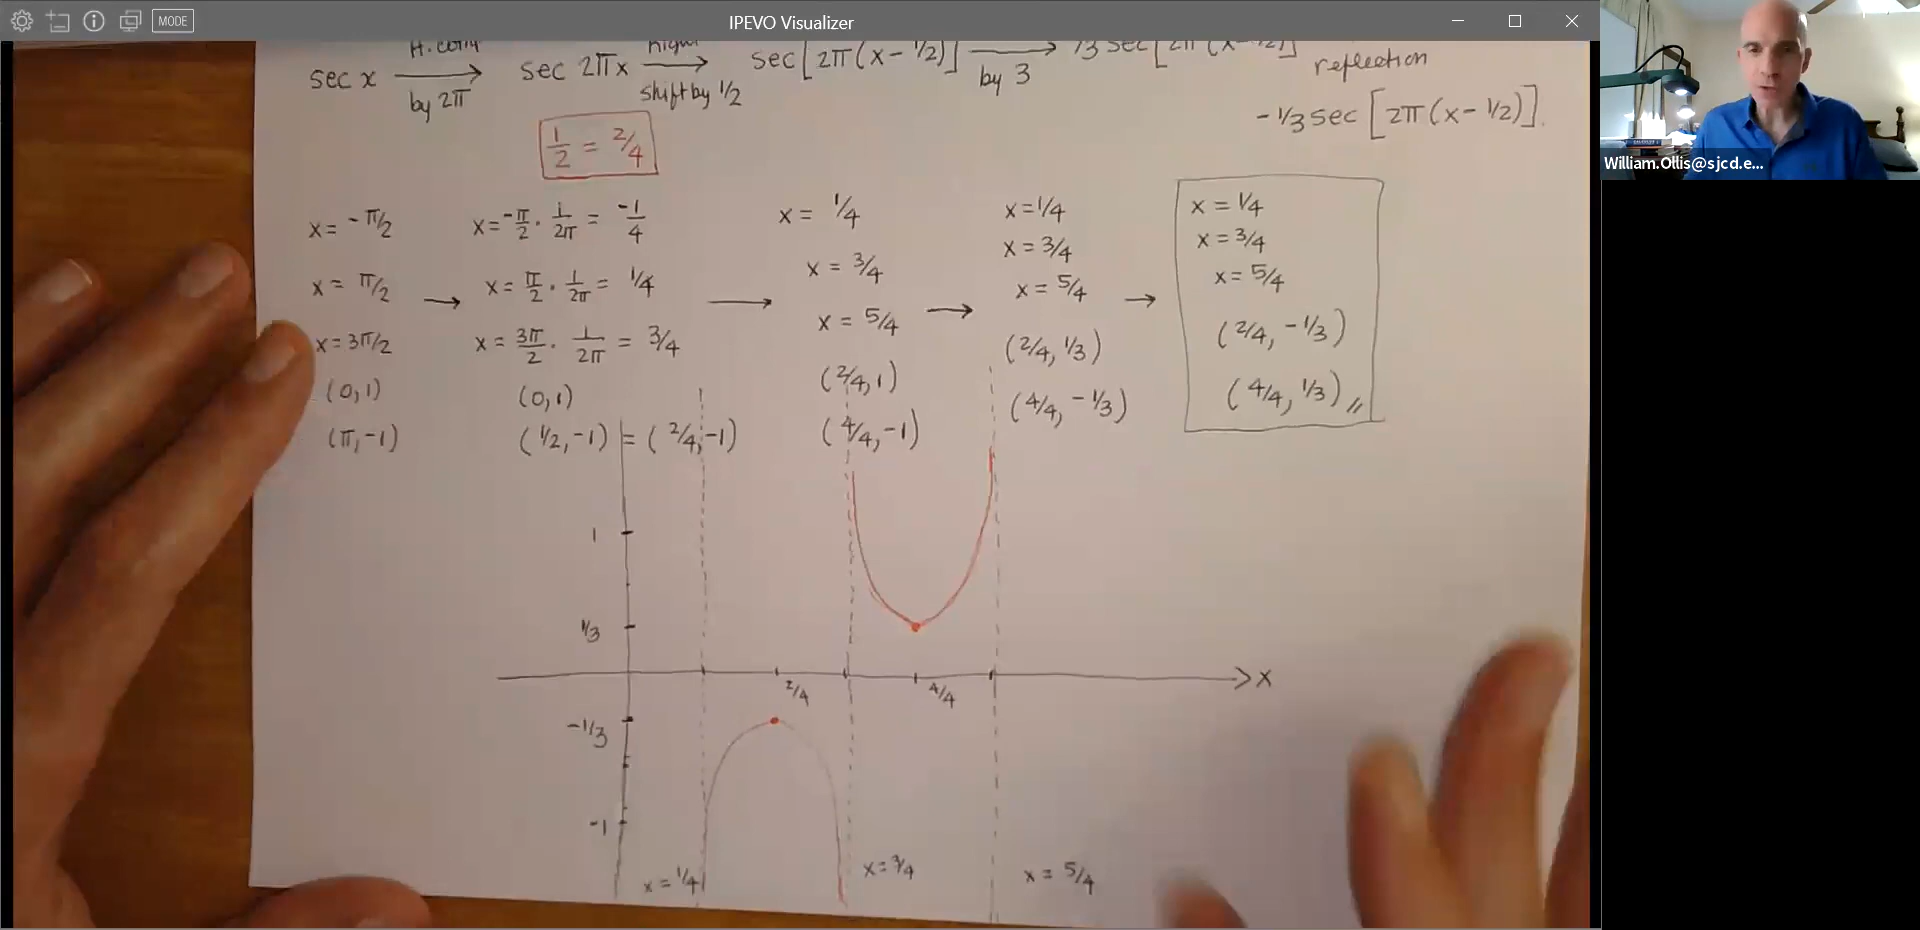 MODE
IPEVO Visualizer
William.Ollis@sjcd.e...
sec x → H. by 2π
sec 2πx → shift by 1/2
sec[2π(x - 1/2)] → by 3
1/3 sec[2π(x - 1/2)]
reflection
-1/3 sec[2π(x - 1/2)].
1/2 = 2/4
x = -π/2
x = π/2
x = 3π/2
(0,1)
(π, -1)
→
x = -π/2 · 1/2π = -1/4
x = π/2 · 1/2π = 1/4
x = 3π/2 · 1/2π = 3/4
(0,1)
(1/2, -1) = (2/4, -1)
→
x = 1/4
x = 3/4
x = 5/4
(2/4, 1)
(4/4, -1)
→
x = 1/4
x = 3/4
x = 5/4
(2/4, 1/3)
(4/4, -1/3)
→
x = 1/4
x = 3/4
x = 5/4
(2/4, -1/3)
(4/4, 1/3)
1
1/3
2/4
4/4
x
-1/3
-1
x = 1/4
x = 3/4
x = 5/4